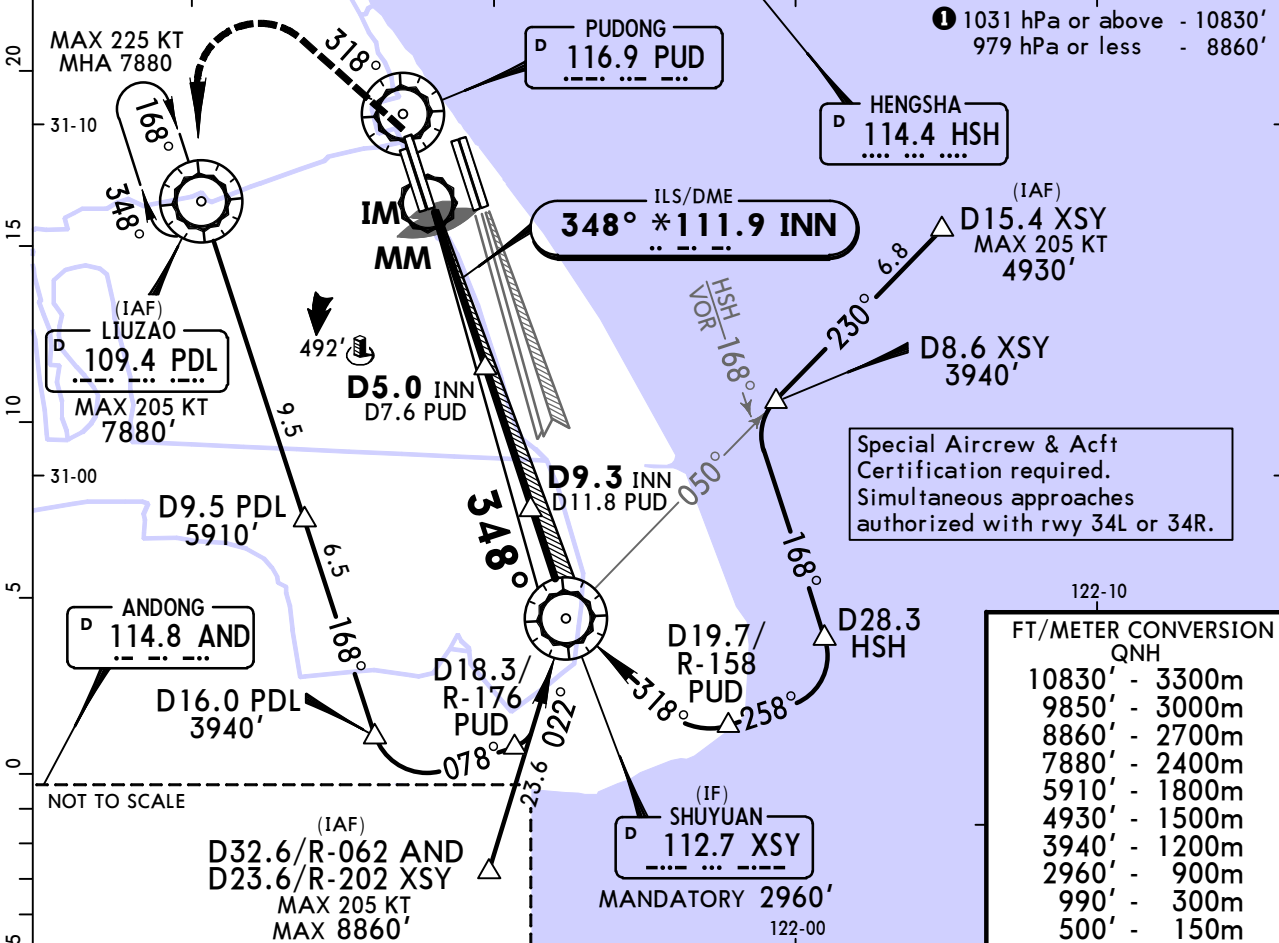 ❶ 1031 hPa or above - 10830'
979 hPa or less - 8860'
20
31-10
15
10
31-00
5
0
5
MAX 225 KT
MHA 7880
318°
168°
348°
PUDONG
D 116.9 PUD
HENGSHA
D 114.4 HSH
IM
MM
ILS/DME
348° *111.9 INN
(IAF)
D15.4 XSY
MAX 205 KT
4930'
6.8
230°
D8.6 XSY
3940'
HSH
VOR
168°
(IAF)
LIUZAO
D 109.4 PDL
MAX 205 KT
7880'
492'
D5.0 INN
D7.6 PUD
9.5
D9.3 INN
D11.8 PUD
050°
348°
Special Aircrew & Acft
Certification required.
Simultaneous approaches
authorized with rwy 34L or 34R.
D9.5 PDL
5910'
6.5
168°
168°
ANDONG
D 114.8 AND
D16.0 PDL
3940'
D18.3/
R-176
PUD
D19.7/
R-158
PUD
D28.3
HSH
318°
258°
078°
022°
23.6
NOT TO SCALE
(IAF)
D32.6/R-062 AND
D23.6/R-202 XSY
MAX 205 KT
MAX 8860'
(IF)
SHUYUAN
D 112.7 XSY
MANDATORY 2960'
122-00
122-10
FT/METER CONVERSION
QNH
10830' - 3300m
9850' - 3000m
8860' - 2700m
7880' - 2400m
5910' - 1800m
4930' - 1500m
3940' - 1200m
2960' - 900m
990' - 300m
500' - 150m